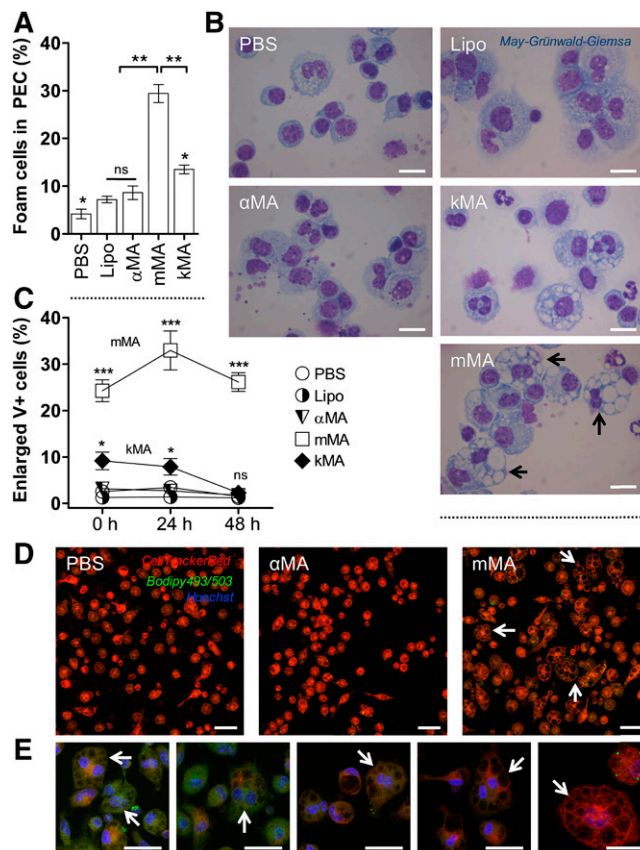 A
Foam cells in PEC (%)
40
30
20
10
0
**
**
ns
*
*
PBS
Lipo
αMA
mMA
kMA
B
PBS
Lipo
May-Grünwald-Giemsa
αMA
kMA
mMA
C
Enlarged V+ cells (%)
40
30
20
10
0
mMA
***
***
***
kMA
*
*
ns
0 h
24 h
48 h
PBS
Lipo
αMA
mMA
kMA
D
PBS
CellTrackerRed
Bodipy493/503
Hoechst
αMA
mMA
E